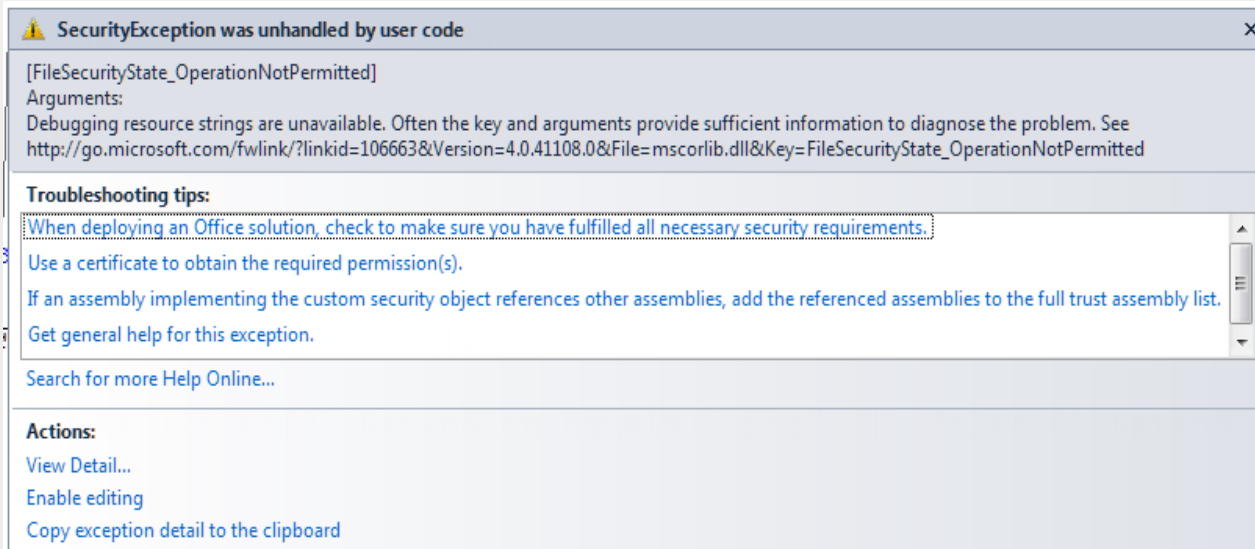 SecurityException was unhandled by user code
[FileSecurityState_OperationNotPermitted]
Arguments:
Debugging resource strings are unavailable. Often the key and arguments provide sufficient information to diagnose the problem. See
http://go.microsoft.com/fwlink/?linkid=106663&Version=4.0.41108.0&File=mscorlib.dll&Key=FileSecurityState_OperationNotPermitted
Troubleshooting tips:
When deploying an Office solution, check to make sure you have fulfilled all necessary security requirements.
Use a certificate to obtain the required permission(s).
If an assembly implementing the custom security object references other assemblies, add the referenced assemblies to the full trust assembly list.
Get general help for this exception.
Search for more Help Online...
Actions:
View Detail...
Enable editing
Copy exception detail to the clipboard